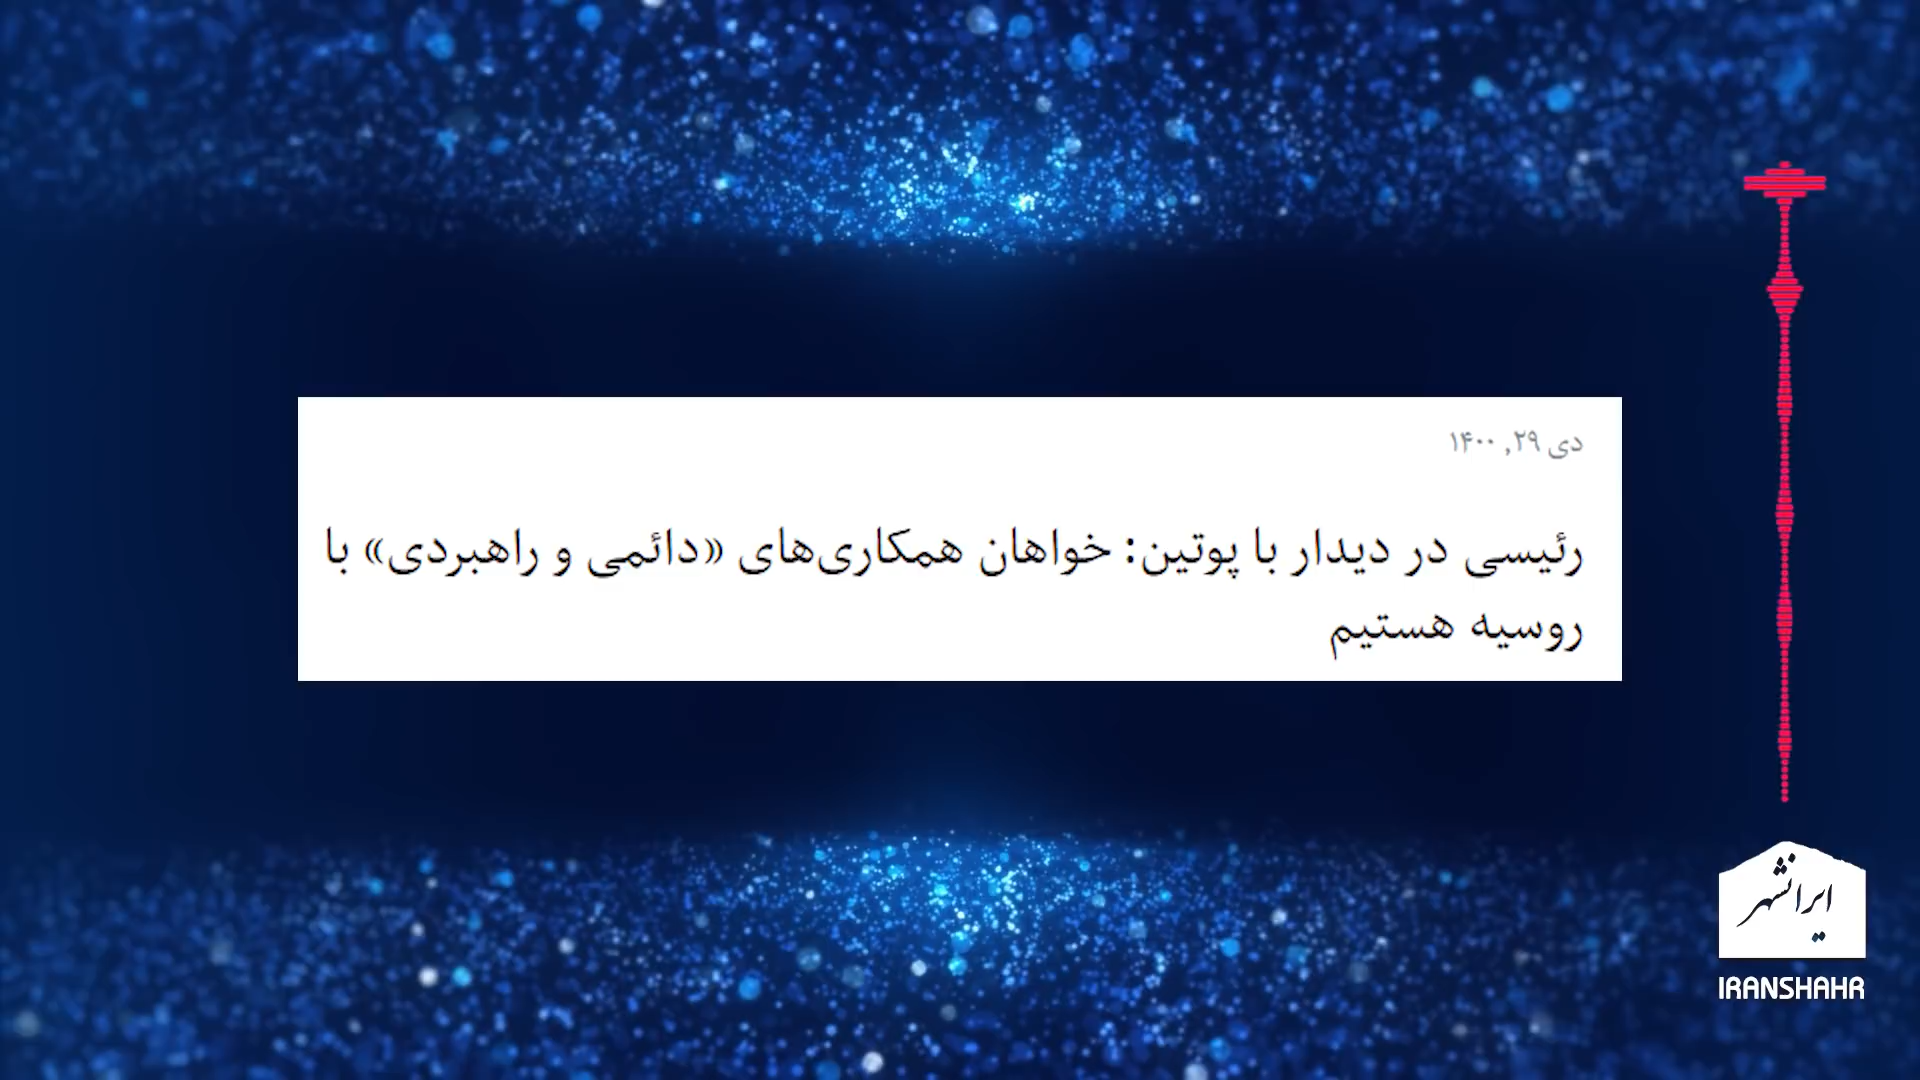 دی ۲۹, ۱۴۰۰
رئیسی در دیدار با پوتین: خواهان همکاری‌های «دائمی و راهبردی» با
روسیه هستیم
ایرانشهر
IRANSHAHR